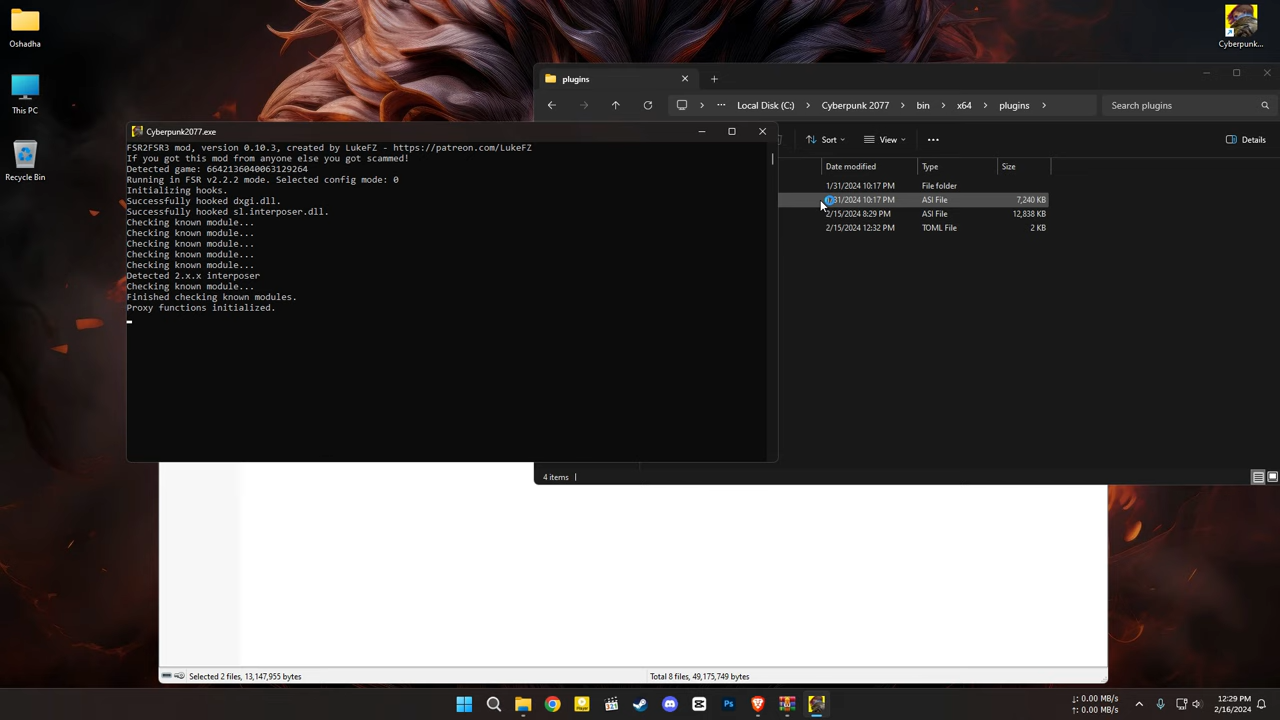 Oshadha
This PC
Recycle Bin
Cyberpunk...
plugins
Local Disk (C:)
Cyberpunk 2077
bin
x64
plugins
Search plugins
Sort
View
Details
Date modified
Type
Size
1/31/2024 10:17 PM
File folder
1/31/2024 10:17 PM
ASI File
7,240 KB
2/15/2024 8:29 PM
ASI File
12,838 KB
2/15/2024 12:32 PM
TOML File
2 KB
4 items
Cyberpunk2077.exe
FSR2FSR3 mod, version 0.10.3, created by LukeFZ - https://patreon.com/LukeFZ
If you got this mod from anyone else you got scammed!
Detected game: 6642136040063129264
Running in FSR v2.2.2 mode. Selected config mode: 0
Initializing hooks.
Successfully hooked dxgi.dll.
Successfully hooked sl.interposer.dll.
Checking known module...
Checking known module...
Checking known module...
Checking known module...
Checking known module...
Detected 2.x.x interposer
Checking known module...
Finished checking known modules.
Proxy functions initialized.
Selected 2 files, 13,147,955 bytes
Total 8 files, 49,175,749 bytes
↓: 0.00 MB/s
↑: 0.00 MB/s
12:29 PM
2/16/2024